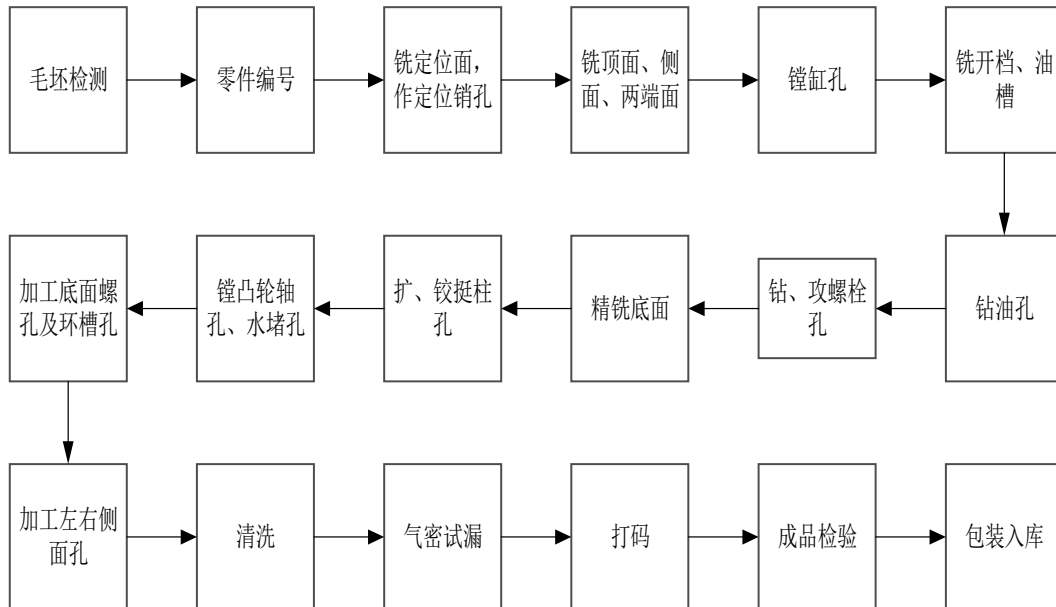 毛坯检测
零件编号
铣定位面,
作定位销孔
铣顶面、侧
面、两端面
镗缸孔
铣开档、油
槽
加工底面螺
孔及环槽孔
镗凸轮轴
孔、水堵孔
扩、铰挺柱
孔
精铣底面
钻、攻螺栓
孔
钻油孔
加工左右侧
面孔
清洗
气密试漏
打码
成品检验
包装入库